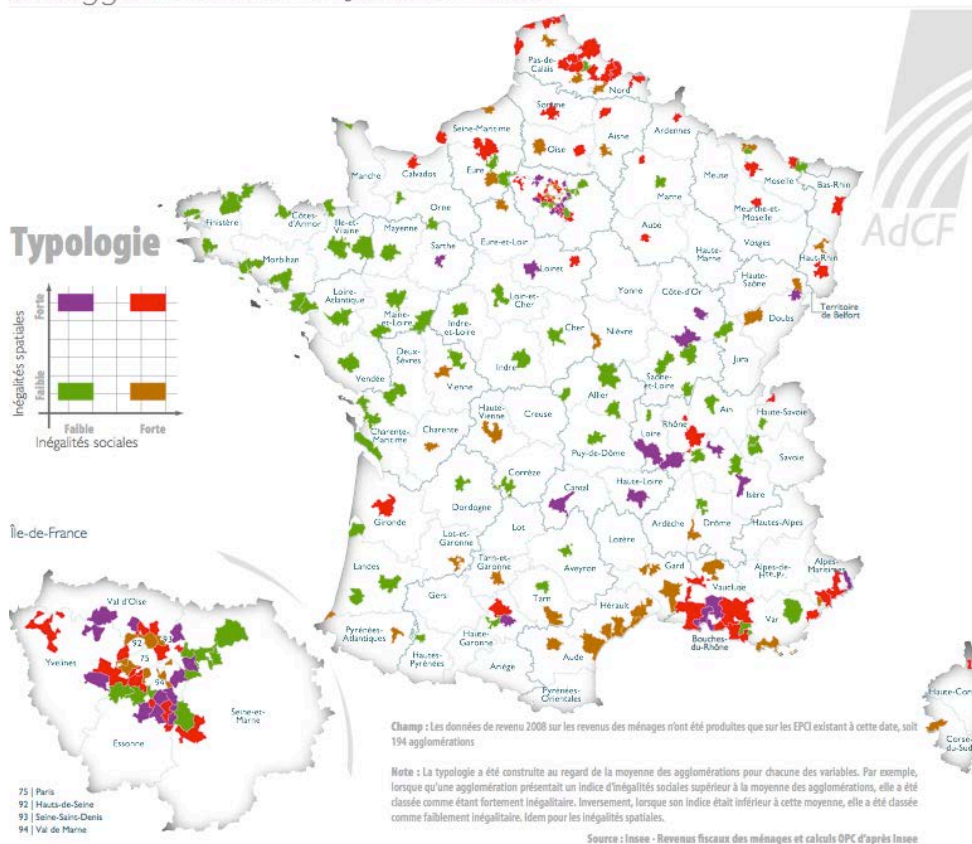 Pas-de-
Calais
Nord
Somme
Seine-Maritime
Aisne
Ardennes
Oise
Manche
Calvados
Eure
Meuse
Moselle
Bas-Rhin
Marne
Meurthe-et-
Moselle
Orne
Finistère
Côtes-
d'Armor
Ille-et-
Vilaine
Mayenne
Eure-et-Loir
Aube
Vosges
Haut-Rhin
AdCF
Typologie
Sarthe
Haute-
Marne
Morbihan
Loiret
Haute-
Saône
Yonne
Côte-d'Or
Loire-
Atlantique
Maine-
et-Loire
Loir-et-
Cher
Territoire
de Belfort
Indre-
et-Loire
Cher
Nièvre
Doubs
Inégalités spatiales
Forte
Faible
Faible
Forte
Inégalités sociales
Deux-
Sèvres
Indre
Jura
Vendée
Vienne
Saône-
et-Loire
Allier
Ain
Haute-Savoie
Haute-
Vienne
Creuse
Charente-
Maritime
Charente
Loire
Rhône
Puy-de-Dôme
Savoie
Corrèze
Cantal
Haute-Loire
Isère
Gironde
Dordogne
Île-de-France
Lot
Ardèche
Drôme
Hautes-Alpes
Lot-et-
Garonne
Lozère
Landes
Tarn-et-
Garonne
Aveyron
Gard
Vaucluse
Alpes-de-
Hte-P.
Alpes-
Maritimes
Gers
Tarn
Hérault
Var
Pyrénées-
Atlantiques
Haute-
Garonne
Bouches-
du-Rhône
Hautes-
Pyrénées
Aude
Ariège
Pyrénées-
Orientales
Val d'Oise
92
93
75
94
Yvelines
Seine-et-
Marne
Essonne
Corse-
du-Sud
75 | Paris
92 | Hauts-de-Seine
93 | Seine-Saint-Denis
94 | Val de Marne
Champ : Les données de revenu 2008 sur les revenus des ménages n'ont été produites que sur les EPCI existant à cette date, soit
194 agglomérations
Note : La typologie a été construite au regard de la moyenne des agglomérations pour chacune des variables. Par exemple,
lorsqu'une agglomération présentait un indice d'inégalités sociales supérieur à la moyenne des agglomérations, elle a été
classée comme étant fortement inégalitaire. Inversement, lorsque son indice était inférieur à cette moyenne, elle a été classée
comme faiblement inégalitaire. Idem pour les inégalités spatiales.
Source : Insee - Revenus fiscaux des ménages et calculs OPC d'après Insee